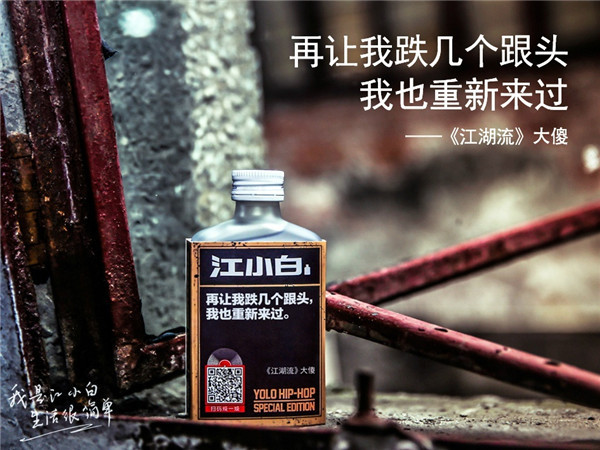 再让我跌几个跟头
我也重新来过
——《江湖流》大傻
江小白
再让我跌几个跟头,
我也重新来过。
《江湖流》大傻
扫码纯一城
YOLO HIP-HOP
SPECIAL EDITION
我是江小白
生活很简单